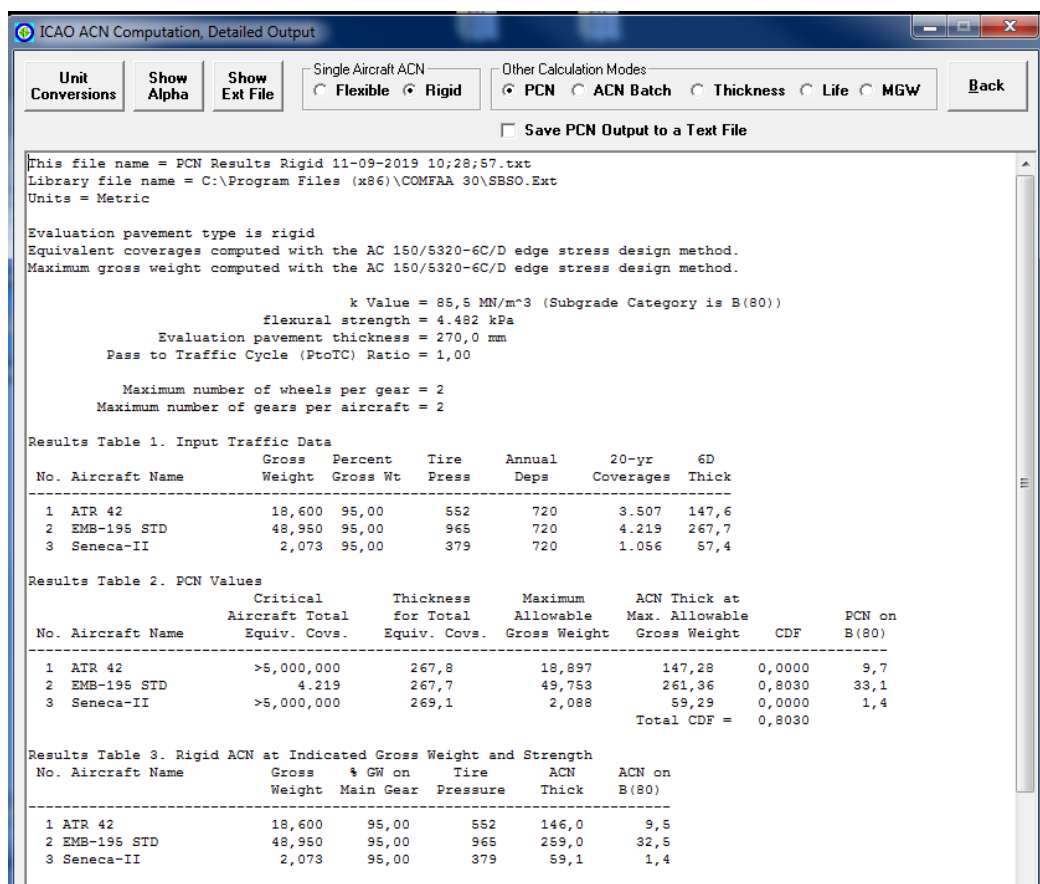 ICAO ACN Computation, Detailed Output
Unit Conversions Show Alpha Show Ext File Single Aircraft ACN Flexible Rigid Other Calculation Modes PCN ACN Batch Thickness Life MGW Back
Save PCN Output to a Text File
This file name = PCN Results Rigid 11-09-2019 10;28;57.txt
Library file name = C:\Program Files (x86)\COMFAA 30\SBSO.Ext
Units = Metric
Evaluation pavement type is rigid
Equivalent coverages computed with the AC 150/5320-6C/D edge stress design method.
Maximum gross weight computed with the AC 150/5320-6C/D edge stress design method.
k Value = 85,5 MN/m^3 (Subgrade Category is B(80))
flexural strength = 4.482 kPa
Evaluation pavement thickness = 270,0 mm
Pass to Traffic Cycle (PtoTC) Ratio = 1,00
Maximum number of wheels per gear = 2
Maximum number of gears per aircraft = 2
Results Table 1. Input Traffic Data
Gross Percent Tire Annual 20-yr 6D
No. Aircraft Name Weight Gross Wt Press Deps Coverages Thick
1 ATR 42 18,600 95,00 552 720 3.507 147,6
2 EMB-195 STD 48,950 95,00 965 720 4.219 267,7
3 Seneca-II 2,073 95,00 379 720 1.056 57,4
Results Table 2. PCN Values
Critical Thickness Maximum ACN Thick at
Aircraft Total for Total Allowable Max. Allowable PCN on
No. Aircraft Name Equiv. Covs. Equiv. Covs. Gross Weight Gross Weight CDF B(80)
1 ATR 42 >5,000,000 267,8 18,897 147,28 0,0000 9,7
2 EMB-195 STD 4.219 267,7 49,753 261,36 0,8030 33,1
3 Seneca-II >5,000,000 269,1 2,088 59,29 0,0000 1,4
Total CDF = 0,8030
Results Table 3. Rigid ACN at Indicated Gross Weight and Strength
No. Aircraft Name Gross % GW on Tire ACN ACN on
Weight Main Gear Pressure Thick B(80)
1 ATR 42 18,600 95,00 552 146,0 9,5
2 EMB-195 STD 48,950 95,00 965 259,0 32,5
3 Seneca-II 2,073 95,00 379 59,1 1,4